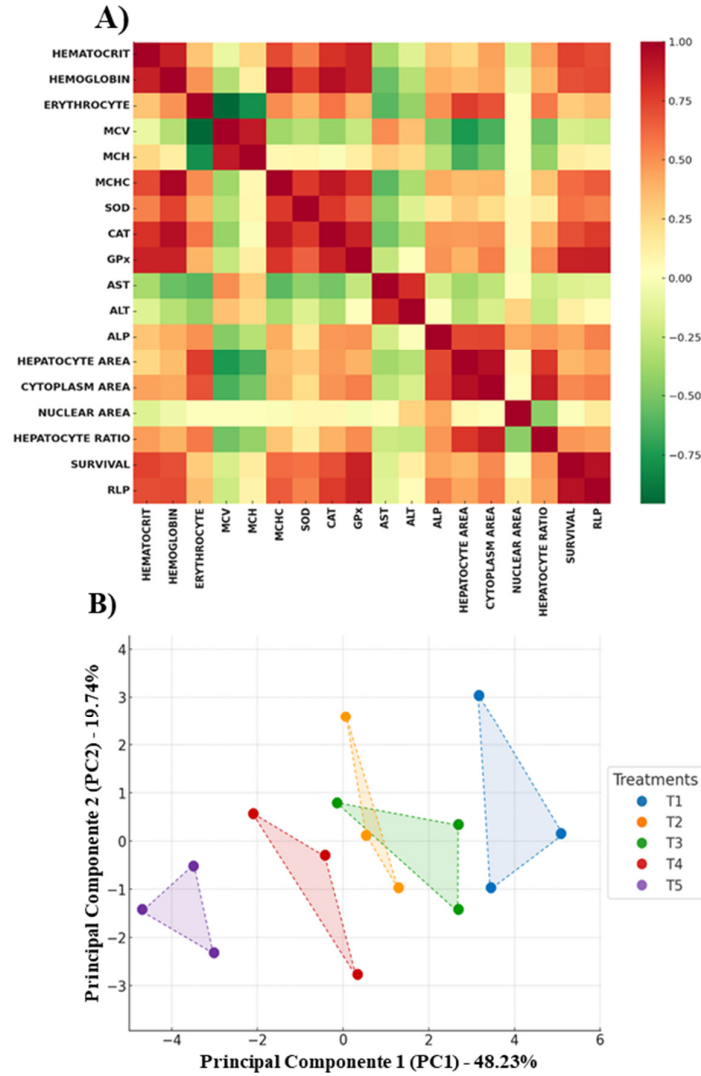 A)
HEMATOCRIT
HEMOGLOBIN
ERYTHROCYTE
MCV
MCH
MCHC
SOD
CAT
GPx
AST
ALT
ALP
HEPATOCYTE AREA
CYTOPLASM AREA
NUCLEAR AREA
HEPATOCYTE RATIO
SURVIVAL
RLP
1.00
0.75
0.50
0.25
0.00
−0.25
−0.50
−0.75
HEMATOCRIT
HEMOGLOBIN
ERYTHROCYTE
MCV
MCH
MCHC
SOD
CAT
GPx
AST
ALT
ALP
HEPATOCYTE AREA
CYTOPLASM AREA
NUCLEAR AREA
HEPATOCYTE RATIO
SURVIVAL
RLP
B)
Principal Componente 2 (PC2) - 19.74%
4
3
2
1
0
−1
−2
−3
−4
−2
0
2
4
6
Principal Componente 1 (PC1) - 48.23%
Treatments
T1
T2
T3
T4
T5